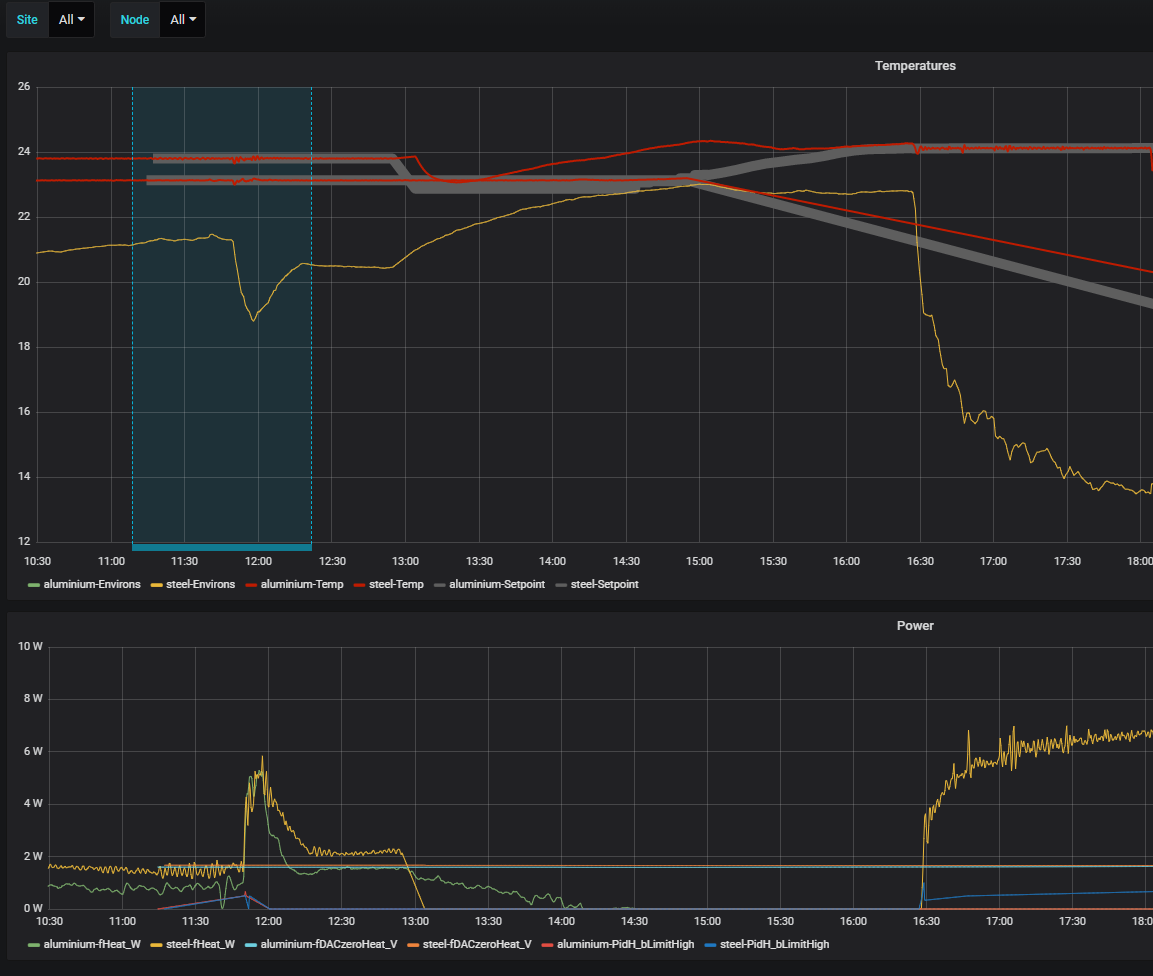 Site All Node All
Temperatures
26
24
22
20
18
16
14
12
10:30 11:00 11:30 12:00 12:30 13:00 13:30 14:00 14:30 15:00 15:30 16:00 16:30 17:00 17:30 18:00
aluminium-Environs steel-Environs aluminium-Temp steel-Temp aluminium-Setpoint steel-Setpoint
Power
10 W
8 W
6 W
4 W
2 W
0 W
10:30 11:00 11:30 12:00 12:30 13:00 13:30 14:00 14:30 15:00 15:30 16:00 16:30 17:00 17:30 18:0
aluminium-fHeat_W steel-fHeat_W aluminium-fDACzeroHeat_V steel-fDACzeroHeat_V aluminium-PidH_bLimitHigh steel-PidH_bLimitHigh